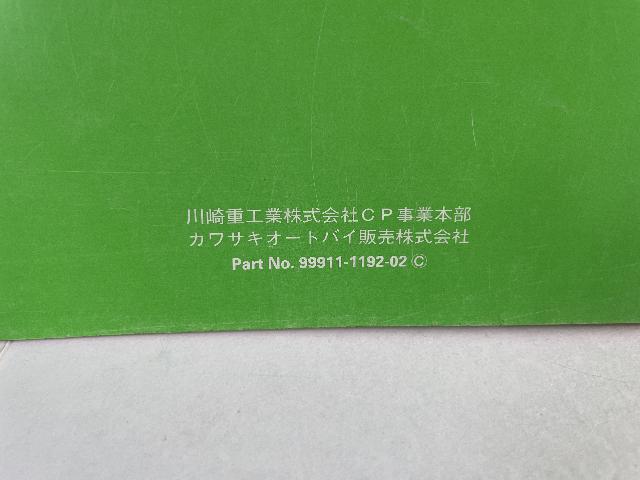 川崎重工業株式会社ＣＰ事業本部
カワサキオートバイ販売株式会社
Part No. 99911-1192-02 Ⓒ